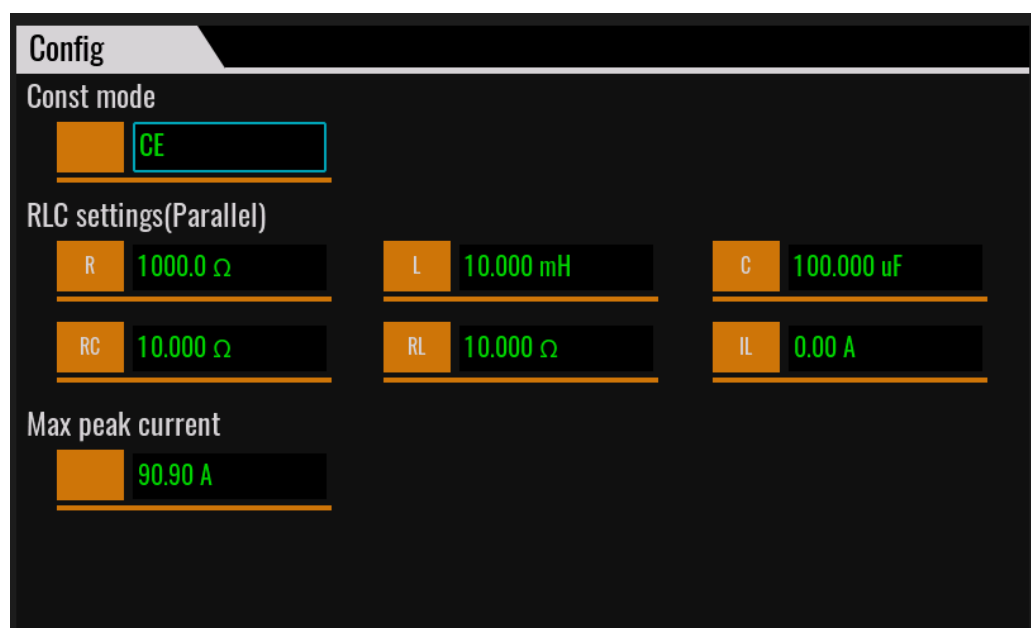 Config
Const mode
CE
RLC settings(Parallel)
R 1000.0 Ω L 10.000 mH C 100.000 uF
RC 10.000 Ω RL 10.000 Ω IL 0.00 A
Max peak current
90.90 A